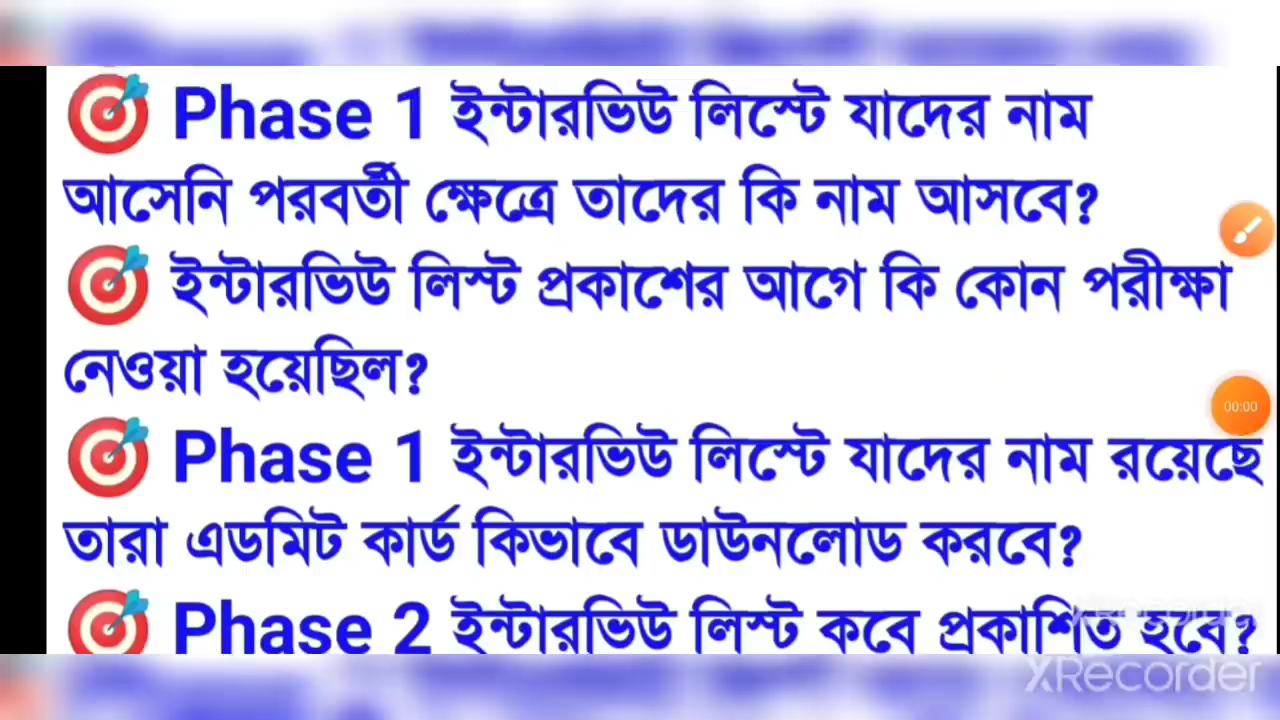 🎯 Phase 1 ইন্টারভিউ লিস্টে যাদের নাম
আসেনি পরবর্তী ক্ষেত্রে তাদের কি নাম আসবে?
🎯 ইন্টারভিউ লিস্ট প্রকাশের আগে কি কোন পরীক্ষা
নেওয়া হয়েছিল?
00:00
🎯 Phase 1 ইন্টারভিউ লিস্টে যাদের নাম রয়েছে
তারা এডমিট কার্ড কিভাবে ডাউনলোড করবে?
🎯 Phase 2 ইন্টারভিউ লিস্ট কবে প্রকাশিত হবে?
XRecorder
XRecorder